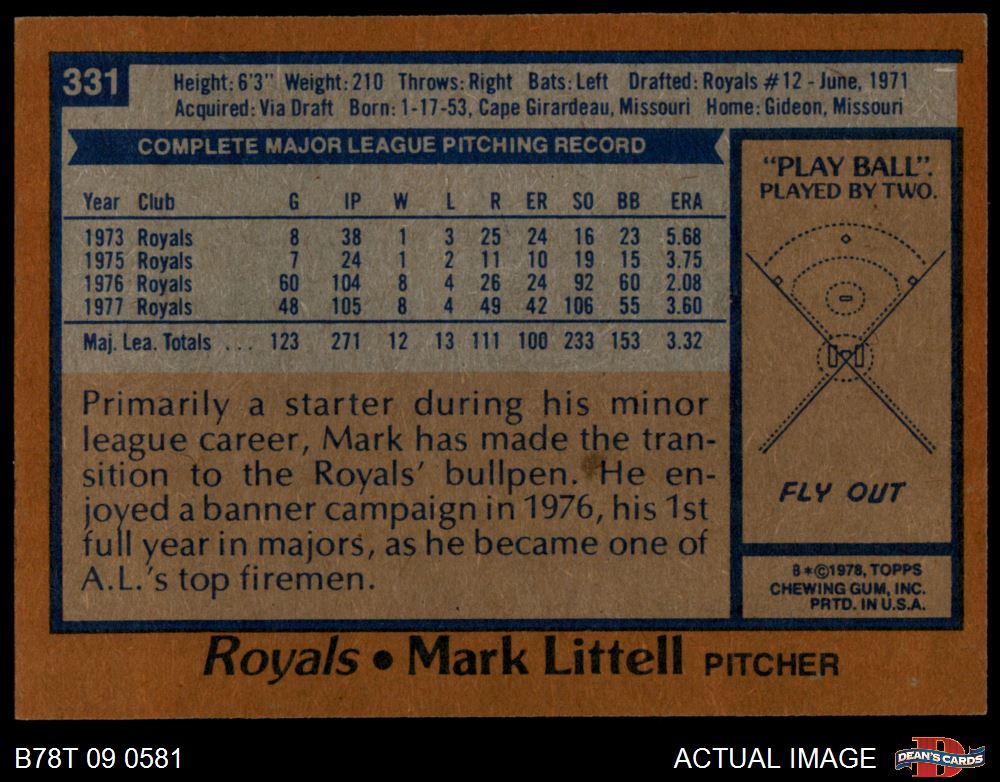 331
Height: 6'3" Weight: 210 Throws: Right Bats: Left Drafted: Royals #12 - June, 1971
Acquired: Via Draft Born: 1-17-53, Cape Girardeau, Missouri Home: Gideon, Missouri
COMPLETE MAJOR LEAGUE PITCHING RECORD
Year Club G IP W L R ER SO BB ERA
1973 Royals 8 38 1 3 25 24 16 23 5.68
1975 Royals 7 24 1 2 11 10 19 15 3.75
1976 Royals 60 104 8 4 26 24 92 60 2.08
1977 Royals 48 105 8 4 49 42 106 55 3.60
Maj. Lea. Totals ... 123 271 12 13 111 100 233 153 3.32
Primarily a starter during his minor
league career, Mark has made the tran-
sition to the Royals' bullpen. He en-
joyed a banner campaign in 1976, his 1st
full year in majors, as he became one of
A.L.'s top firemen.
"PLAY BALL".
PLAYED BY TWO.
FLY OUT
B*©1978, TOPPS
CHEWING GUM, INC.
PRTD. IN U.S.A.
Royals • Mark Littell PITCHER
B78T 09 0581
ACTUAL IMAGE
DEAN'S CARDS